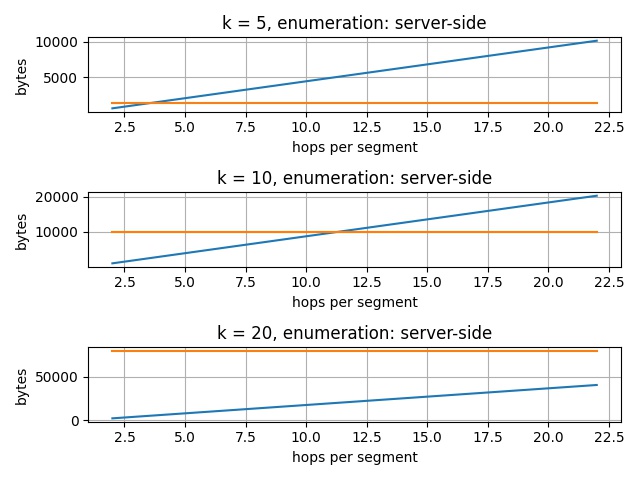 k = 5, enumeration: server-side
10000
5000
bytes
2.5 5.0 7.5 10.0 12.5 15.0 17.5 20.0 22.5
hops per segment
k = 10, enumeration: server-side
20000
10000
bytes
2.5 5.0 7.5 10.0 12.5 15.0 17.5 20.0 22.5
hops per segment
k = 20, enumeration: server-side
50000
0
bytes
2.5 5.0 7.5 10.0 12.5 15.0 17.5 20.0 22.5
hops per segment